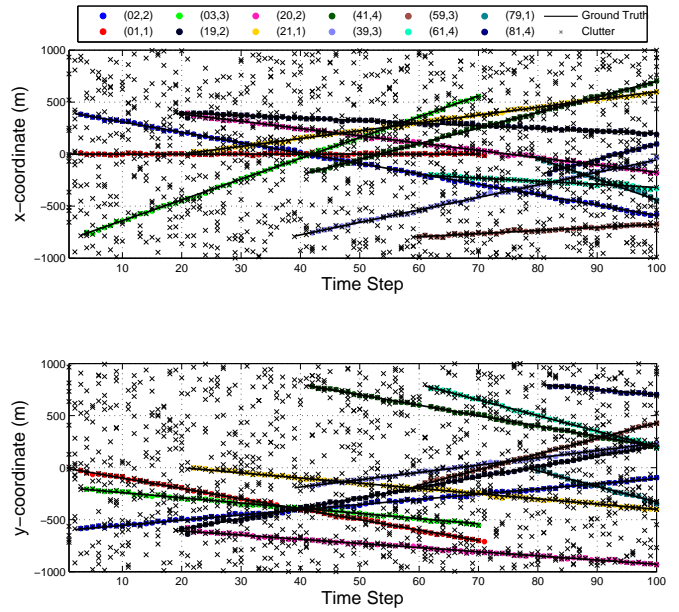 (02,2) (03,3) (20,2) (41,4) (59,3) (79,1) Ground Truth
(01,1) (19,2) (21,1) (39,3) (61,4) (81,4) Clutter
1000
500
0
−500
−1000
x−coordinate (m)
10 20 30 40 50 60 70 80 90 100
Time Step
1000
500
0
−500
−1000
y−coordinate (m)
10 20 30 40 50 60 70 80 90 100
Time Step